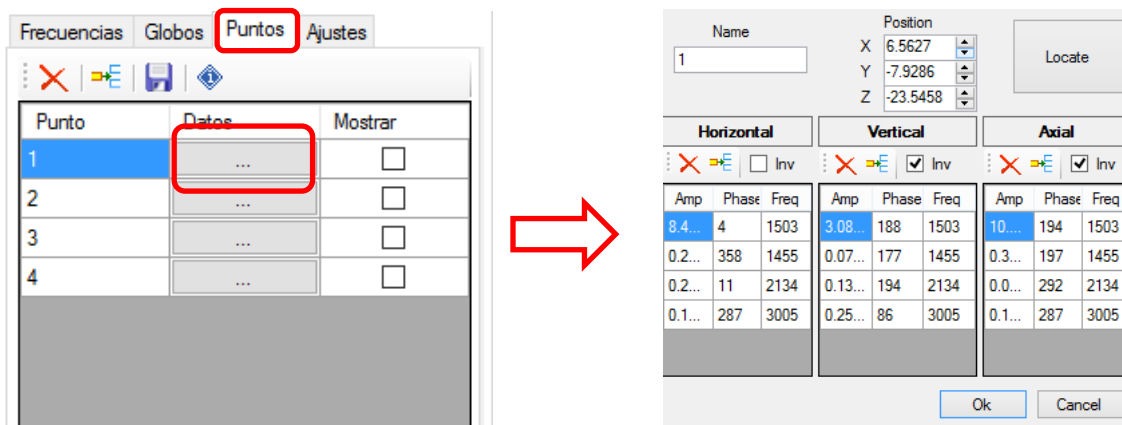 Frecuencias Globos Puntos Ajustes
Punto Datos Mostrar
1 ...
2 ...
3 ...
4 ...
Name
1
Position
X 6.5627
Y -7.9286
Z -23.5458
Locate
Horizontal Vertical Axial
Inv Inv Inv
Amp Phase Freq Amp Phase Freq Amp Phase Freq
8.4... 4 1503 3.08... 188 1503 10.... 194 1503
0.2... 358 1455 0.07... 177 1455 0.3... 197 1455
0.2... 11 2134 0.13... 194 2134 0.0... 292 2134
0.1... 287 3005 0.25... 86 3005 0.1... 287 3005
Ok Cancel